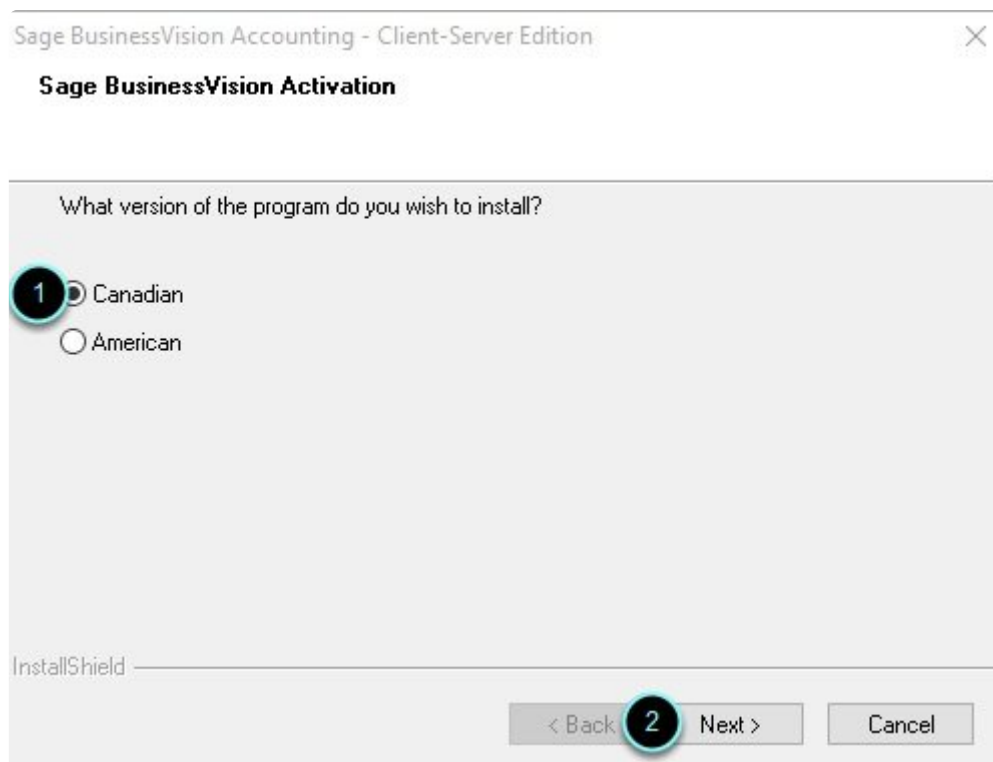 Sage BusinessVision Accounting - Client-Server Edition
Sage BusinessVision Activation
What version of the program do you wish to install?
1 Canadian
American
InstallShield
< Back 2 Next > Cancel